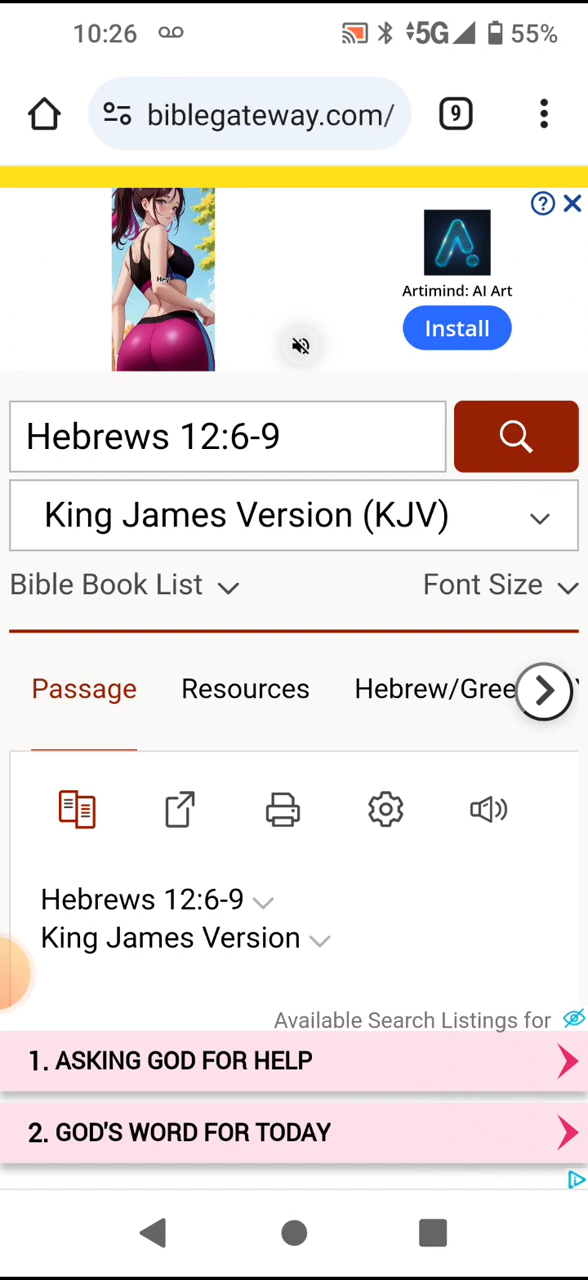 10:26
5G 55%
biblegateway.com/
9
Artimind: AI Art
Install
Hebrews 12:6-9
King James Version (KJV)
Bible Book List
Font Size
Passage Resources Hebrew/Gree
Hebrews 12:6-9
King James Version
Available Search Listings for
1. ASKING GOD FOR HELP
2. GOD'S WORD FOR TODAY